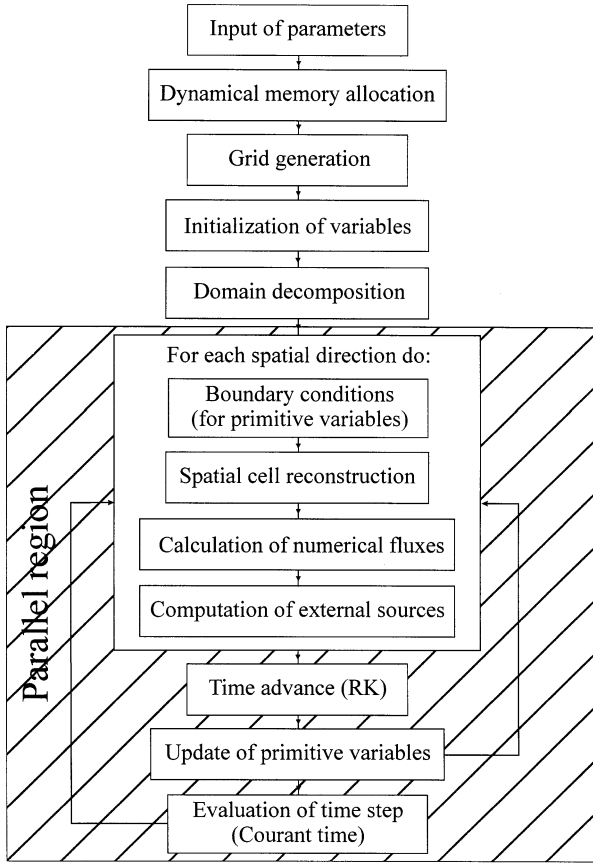 Input of parameters
Dynamical memory allocation
Grid generation
Initialization of variables
Domain decomposition
For each spatial direction do:
Boundary conditions
(for primitive variables)
Spatial cell reconstruction
Calculation of numerical fluxes
Computation of external sources
Parallel region
Time advance (RK)
Update of primitive variables
Evaluation of time step
(Courant time)